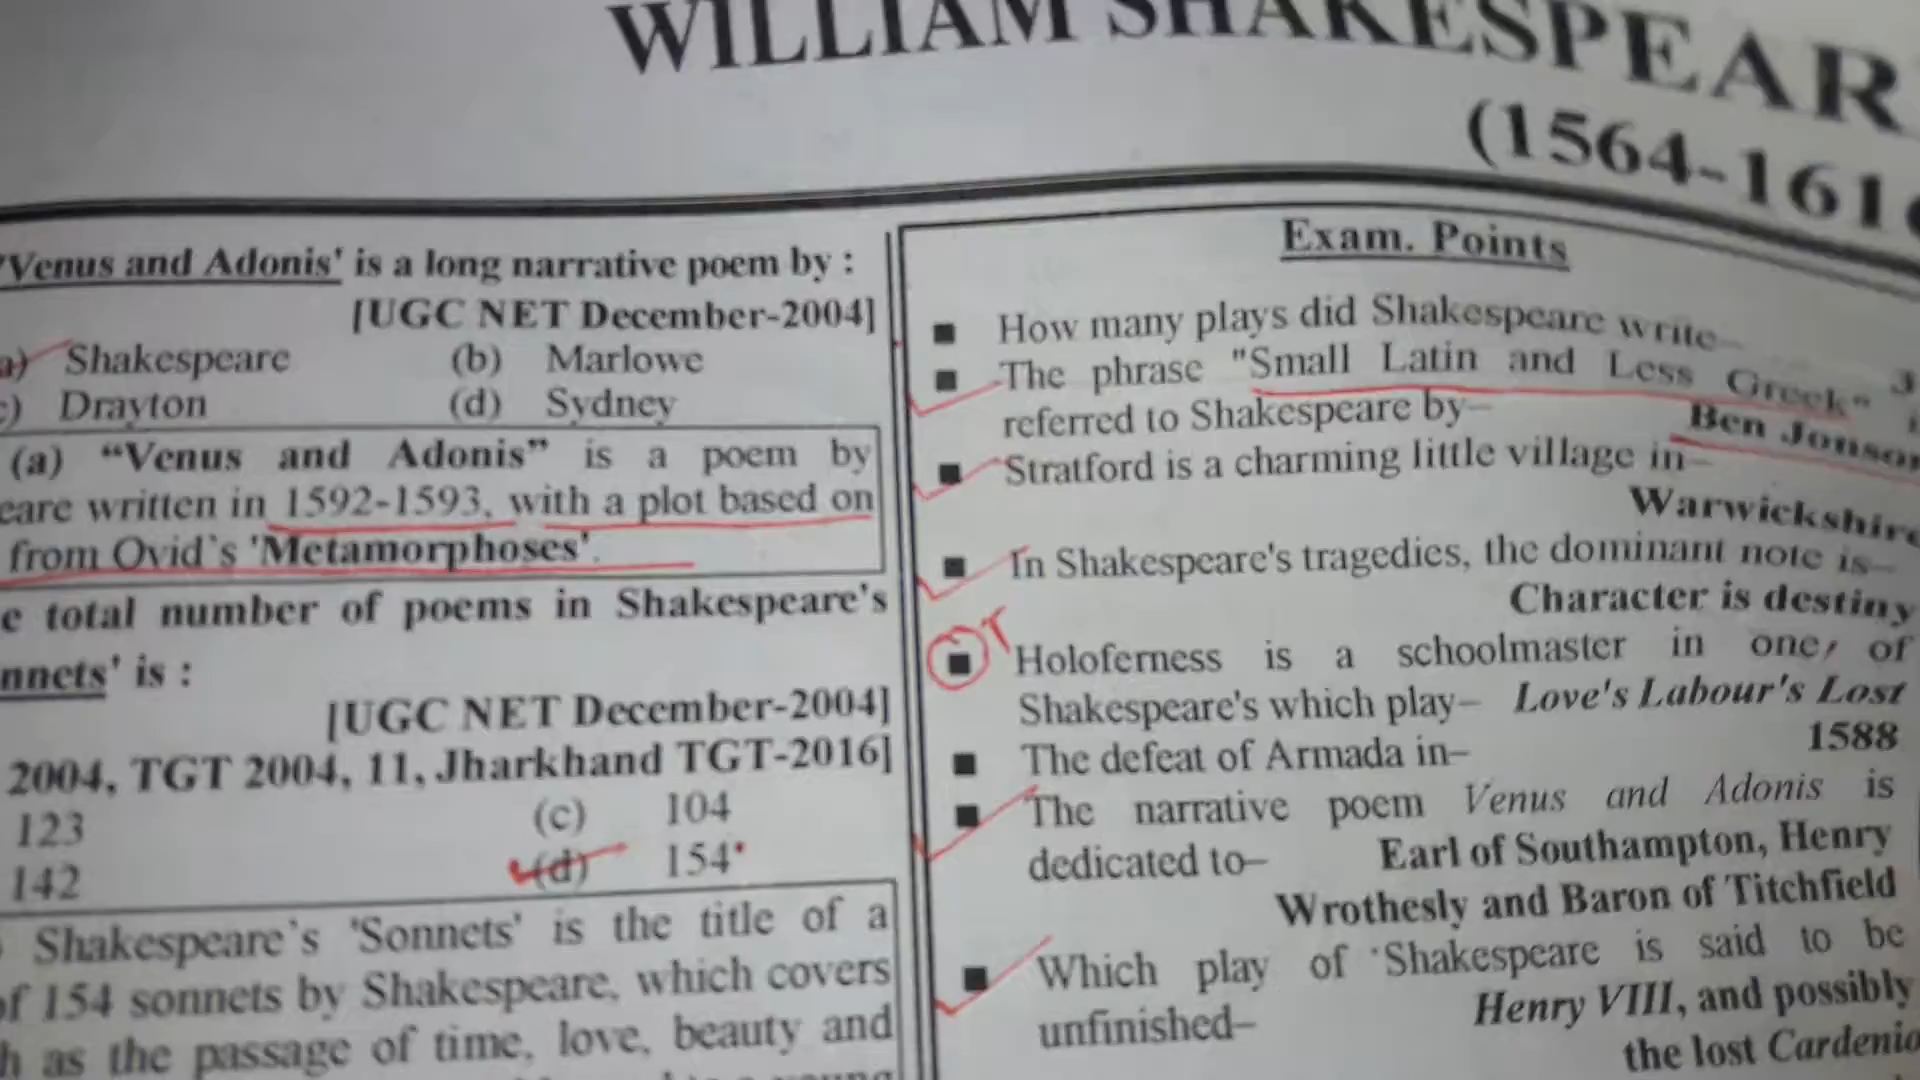 WILLIAM SHAKESPEAR
(1564-161
'Venus and Adonis' is a long narrative poem by :
[UGC NET December-2004]
a) Shakespeare (b) Marlowe
c) Drayton (d) Sydney
(a) “Venus and Adonis” is a poem by
eare written in 1592-1593, with a plot based on
from Ovid's 'Metamorphoses'.
e total number of poems in Shakespeare's
nnets' is :
[UGC NET December-2004]
2004, TGT 2004, 11, Jharkhand TGT-2016]
123 (c) 104
142 (d) 154
Shakespeare's 'Sonnets' is the title of a
of 154 sonnets by Shakespeare, which covers
h as the passage of time, love, beauty and
Exam. Points
■ How many plays did Shakespeare write–
3
■ The phrase "Small Latin and Less Greek" i
referred to Shakespeare by–
Ben Jonson
■ Stratford is a charming little village in–
Warwickshire
■ In Shakespeare's tragedies, the dominant note is–
Character is destiny
T
■ Holoferness is a schoolmaster in one, of
Shakespeare's which play– Love's Labour's Lost
■ The defeat of Armada in– 1588
■ The narrative poem Venus and Adonis is
dedicated to– Earl of Southampton, Henry
Wrothesly and Baron of Titchfield
■ Which play of Shakespeare is said to be
unfinished– Henry VIII, and possibly
the lost Cardenio